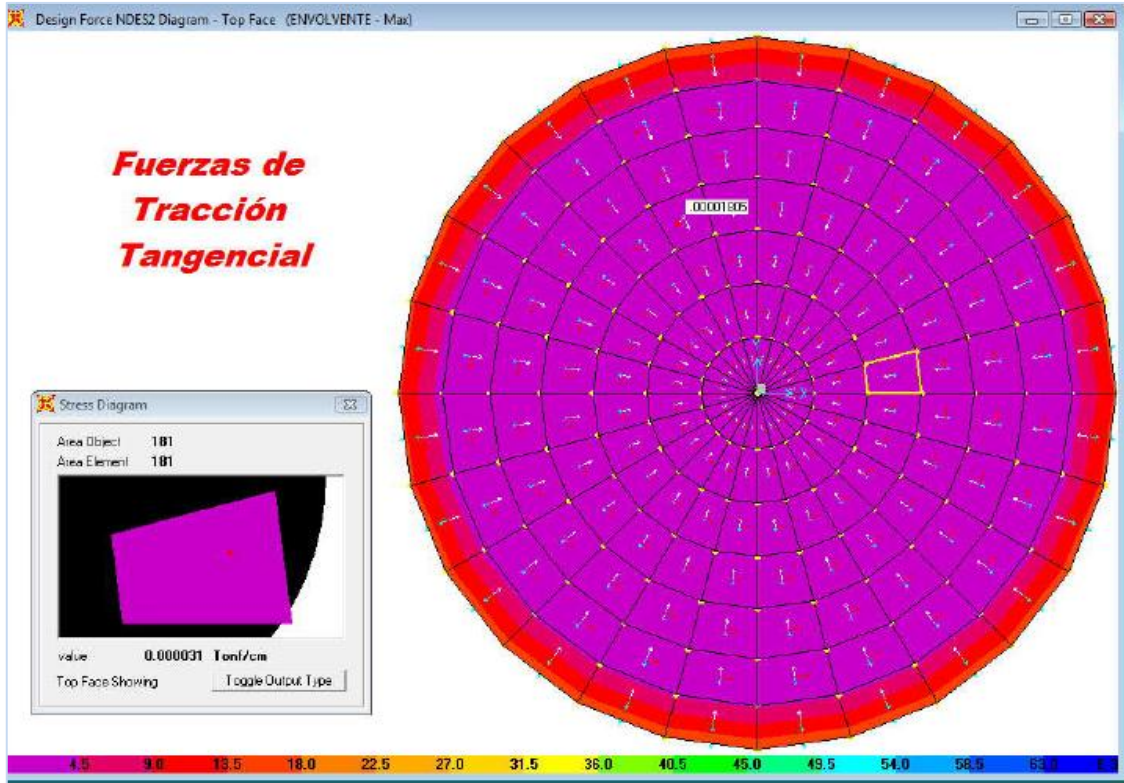 Design Force NDES2 Diagram - Top Face (ENVOLVENTE - Max)
Fuerzas de
Tracción
Tangencial
.00001805
Y
X
Stress Diagram
Area Object 181
Area Element 181
value 0.000031 Tonf/cm
Top Face Showing Toggle Output Type
4.5 9.0 13.5 18.0 22.5 27.0 31.5 36.0 40.5 45.0 49.5 54.0 58.5